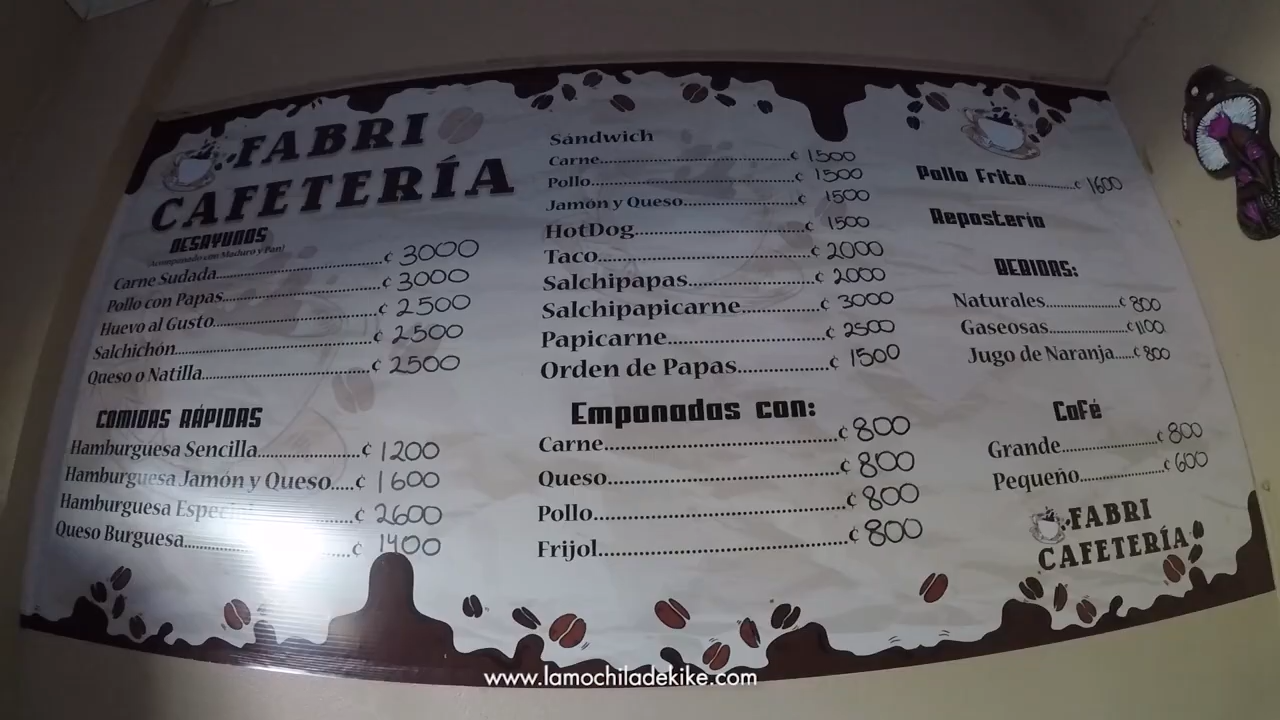 FABRI
CAFETERÍA
DESAYUNOS
(Acompañado con Maduro y Pan)
Carne Sudada....................¢ 3000
Pollo con Papas....................¢ 3000
Huevo al Gusto....................¢ 2500
Salchichón....................¢ 2500
Queso o Natilla....................¢ 2500
COMIDAS RÁPIDAS
Hamburguesa Sencilla....................¢ 1200
Hamburguesa Jamón y Queso.....¢ 1600
Hamburguesa Especial....................¢ 2600
Queso Burguesa....................¢ 1400
Sándwich
Carne....................¢ 1500
Pollo....................¢ 1500
Jamón y Queso....................¢ 1500
HotDog....................¢ 1500
Taco....................¢ 2000
Salchipapas....................¢ 2000
Salchipapicarne....................¢ 3000
Papicarne....................¢ 2500
Orden de Papas....................¢ 1500
Empanadas con:
Carne....................¢ 800
Queso....................¢ 800
Pollo....................¢ 800
Frijol....................¢ 800
Pollo Frito....................¢ 1600
Repostería
BEBIDAS:
Naturales....................¢ 800
Gaseosas....................¢ 1100
Jugo de Naranja.....¢ 800
Café
Grande....................¢ 800
Pequeño....................¢ 600
FABRI
CAFETERÍA
www.lamochiladekike.com